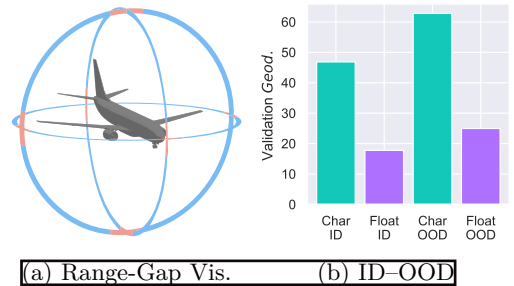 60
50
40
30
20
10
0
Validation Geod.
Char ID
Float ID
Char OOD
Float OOD
(a) Range-Gap Vis.
(b) ID–OOD